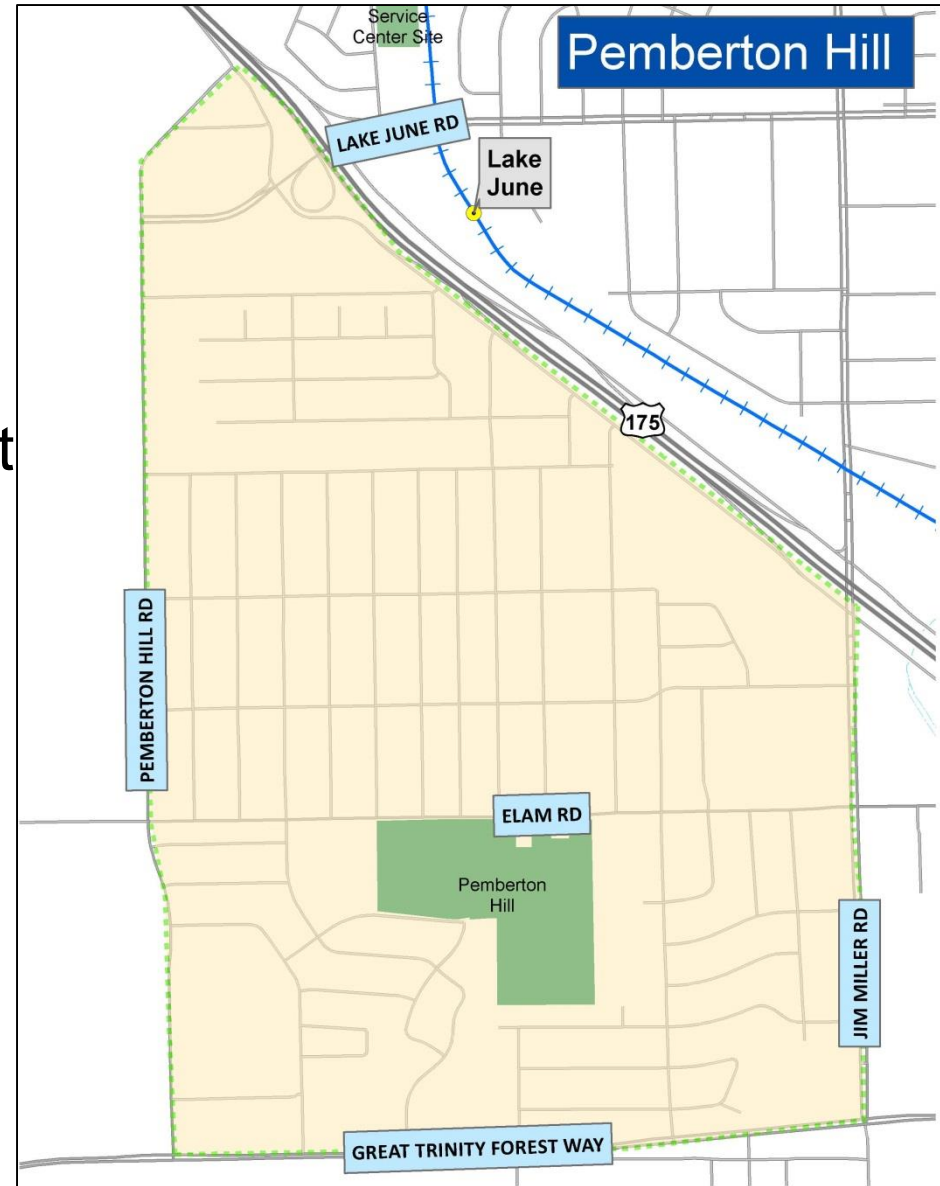 Service
Center Site
Pemberton Hill
LAKE JUNE RD
Lake
June
175
t
PEMBERTON HILL RD
ELAM RD
Pemberton
Hill
JIM MILLER RD
GREAT TRINITY FOREST WAY